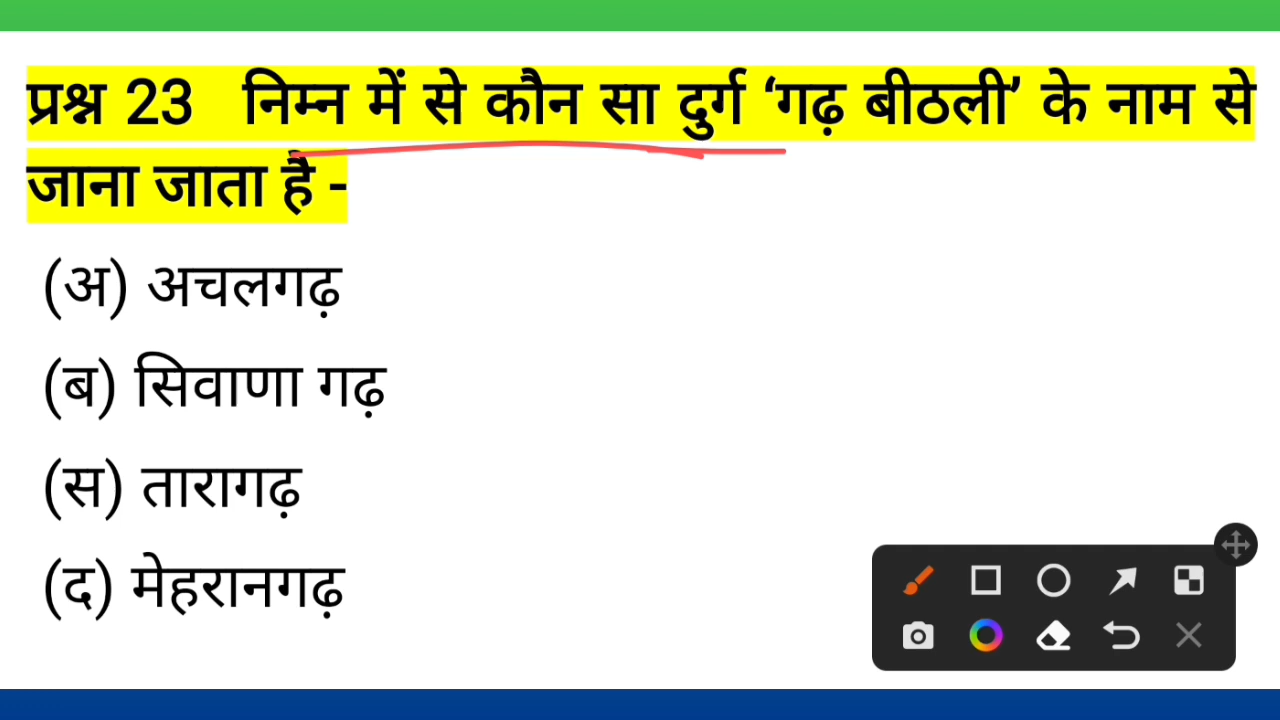 प्रश्न 23 निम्न में से कौन सा दुर्ग ‘गढ़ बीठली’ के नाम से
जाना जाता है -
(अ) अचलगढ़
(ब) सिवाणा गढ़
(स) तारागढ़
(द) मेहरानगढ़